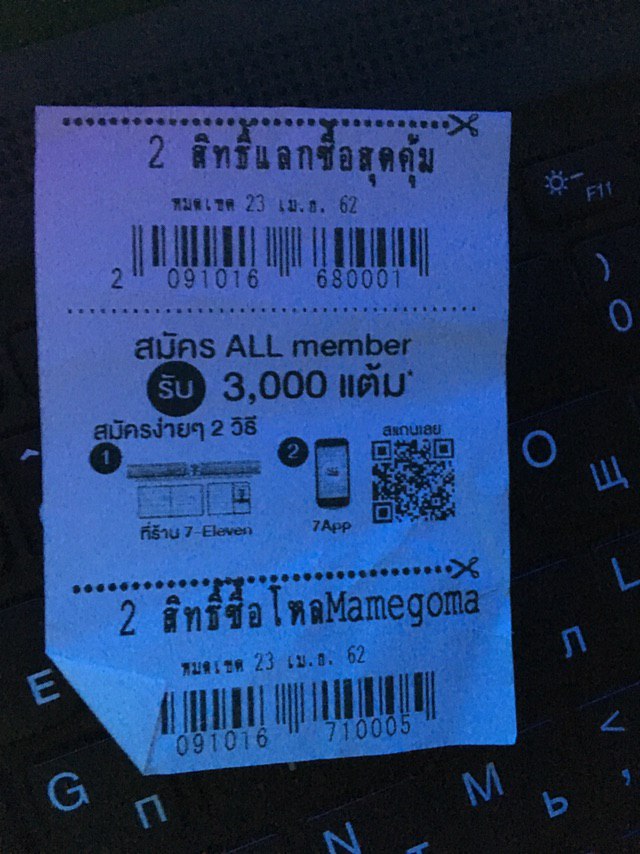 2 สิทธิ์แลกซื้อสุดคุ้ม
หมดเขต 23 เม.ย. 62
2 091016 680001
สมัคร ALL member
รับ 3,000 แต้ม*
สมัครง่ายๆ 2 วิธี
สแกนเลย
1
2
7
ที่ร้าน 7-Eleven
7App
2 สิทธิ์ซื้อโหลMamegoma
หมดเขต 23 เม.ย. 62
091016 710005
F11
)
0
O
Щ
L
Л
E
G
П
M
Ь
<
,
N
Т